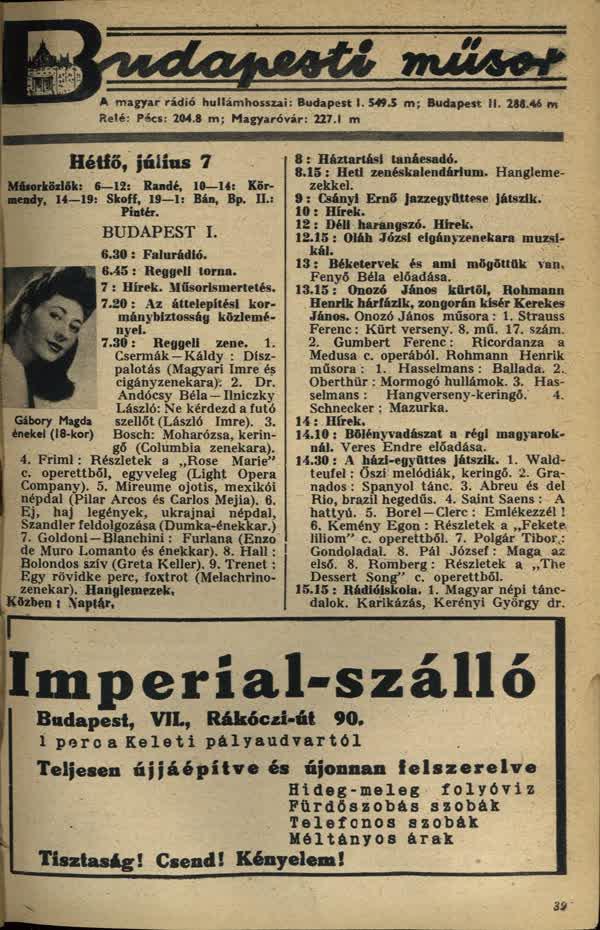 Budapesti műsor
A magyar rádió hullámhosszai: Budapest I. 549.5 m; Budapest II. 288.46 m
Relé: Pécs: 204.8 m; Magyaróvár: 227.1 m
Hétfő, július 7
Műsorközlők: 6—12: Randé, 10—14: Kör-
mendy, 14—19: Skoff, 19—1: Bán, Bp. II.:
Pintér.
BUDAPEST I.
6.30: Falurádió.
6.45: Reggeli torna.
7: Hírek. Műsorismertetés.
7.20: Az áttelepítési kor-
mánybiztosság közlemé-
nyei.
7.30: Reggeli zene. 1.
Csermák—Káldy: Dísz-
palotás (Magyari Imre és
cigányzenekara): 2. Dr.
Andócsy Béla—Ilniczky
László: Ne kérdezd a futó
szellőt (László Imre). 3.
Bosch: Moharózsa, kerin-
gő (Columbia zenekara).
Gábory Magda
énekel (18-kor)
4. Friml: Részletek a „Rose Marie”
c. operettből, egyveleg (Light Opera
Company). 5. Mireume ojotis, mexikói
népdal (Pilar Arcos és Carlos Mejia). 6.
Ej, haj legények, ukrajnai népdal,
Szandler feldolgozása (Dumka-énekkar.)
7. Goldoni—Blanchini: Furlana (Enzo
de Muro Lomanto és énekkar). 8. Hall:
Bolondos szív (Greta Keller). 9. Trenet:
Egy rövidke perc, foxtrot (Melachrino-
zenekar). Hanglemezek.
Közben: Naptár.
8: Háztartási tanácsadó.
8.15: Heti zenéskalendárium. Hangleme-
zekkel.
9: Csányi Ernő jazzegyüttese játszik.
10: Hírek.
12: Déli harangszó. Hírek.
12.15: Oláh Józsi cigányzenekara muzsi-
kál.
13: Béketervek és ami mögöttük van.
Fenyő Béla előadása.
13.15: Onozó János kürtöl, Rohmann
Henrik hárfázik, zongorán kísér Kerekes
János. Onozó János műsora: 1. Strauss
Ferenc: Kürt verseny. 8. mű. 17. szám.
2. Gumbert Ferenc: Ricordanza a
Medusa c. operából. Rohmann Henrik
műsora: 1. Hasselmans: Ballada. 2.
Oberthür: Mormogó hullámok. 3. Has-
selmans: Hangverseny-keringő. 4.
Schnecker; Mazurka.
14: Hírek.
14.10: Bölényvadászat a régi magyarok-
nál. Veres Endre előadása.
14.30: A házi-együttes játszik. 1. Wald-
teufel: Őszi melódiák, keringő. 2. Gra-
nados: Spanyol tánc. 3. Abreu és del
Rio, brazil hegedűs. 4. Saint Saens: A
hattyú. 5. Borel—Clerc: Emlékezzél!
6. Kemény Egon: Részletek a „Fekete
liliom” c. operettből. 7. Polgár Tibor:
Gondoladal. 8. Pál József: Maga az
első. 8. Romberg: Részletek a „The
Dessert Song” c. operettből.
15.15: Rádióiskola. 1. Magyar népi tánc-
dalok. Karikázás, Kerényi György dr.
Imperial-szálló
Budapest, VII., Rákóczi-út 90.
1 perc a Keleti pályaudvartól
Teljesen újjáépítve és újonnan felszerelve
Hideg-meleg folyóvíz
Fürdőszobás szobák
Telefonos szobák
Méltányos árak
Tisztaság! Csend! Kényelem!
39